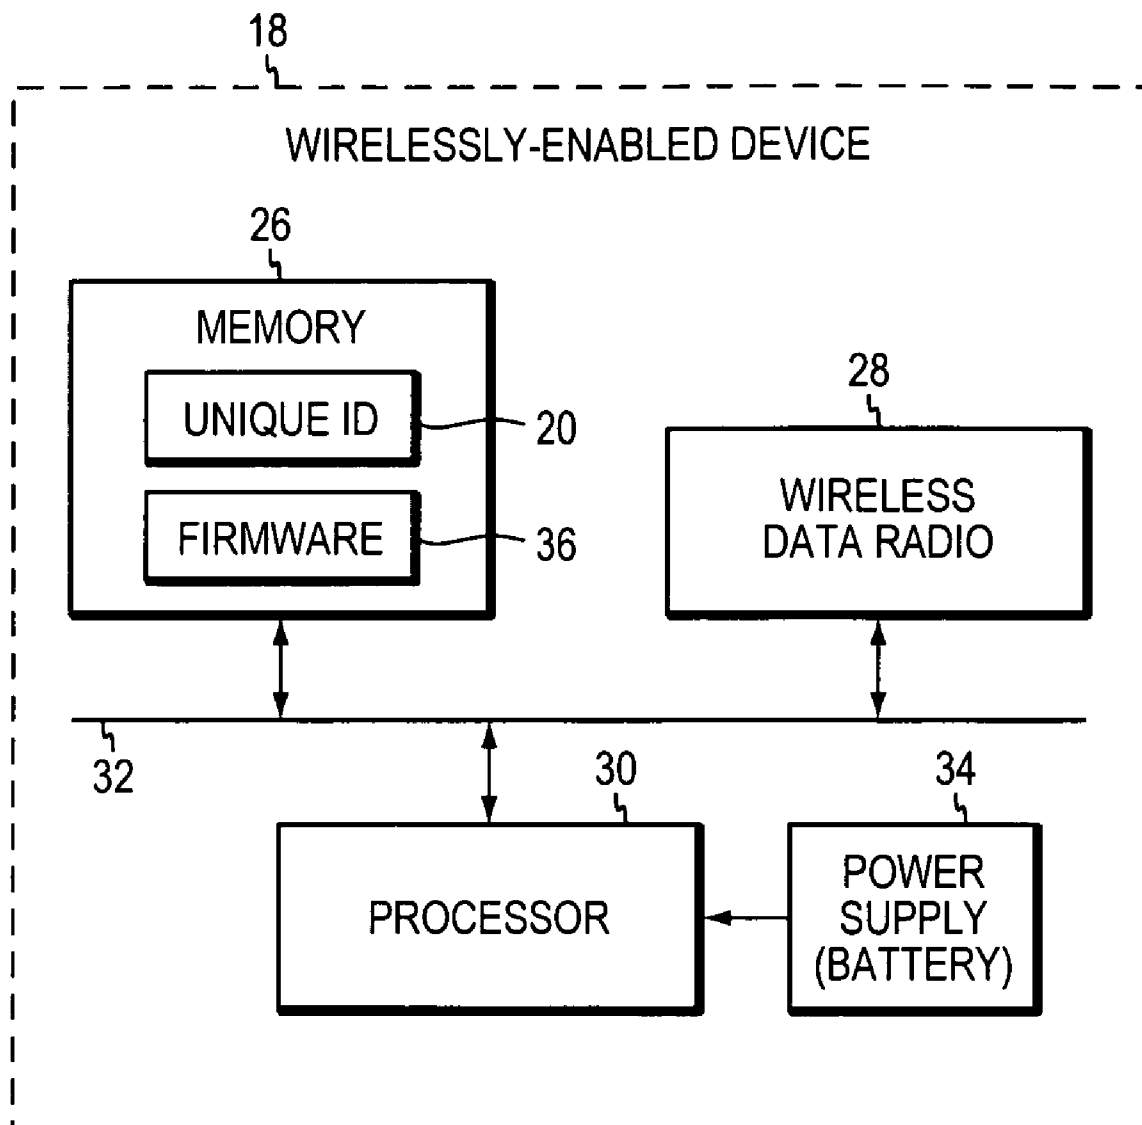 18
WIRELESSLY-ENABLED DEVICE
26
MEMORY
UNIQUE ID
20
FIRMWARE
36
28
WIRELESS
DATA RADIO
32
30
PROCESSOR
34
POWER
SUPPLY
(BATTERY)